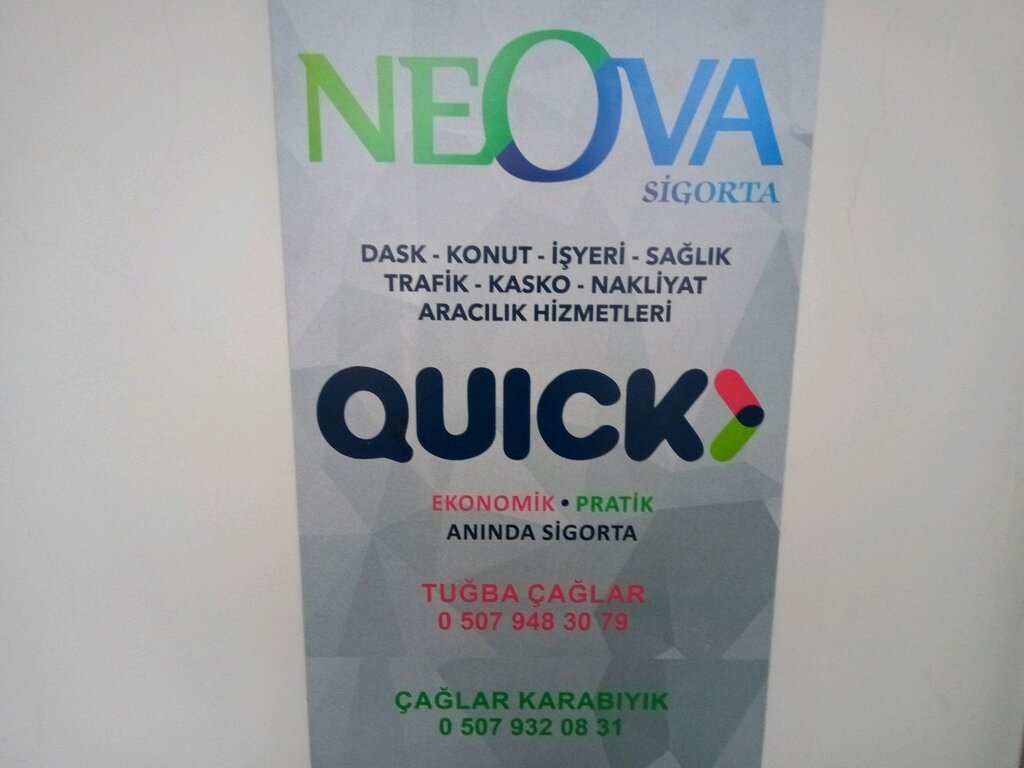 NEOVA
SİGORTA
DASK - KONUT - İŞYERİ - SAĞLIK
TRAFİK - KASKO - NAKLİYAT
ARACILIK HİZMETLERİ
QUICK
EKONOMİK • PRATİK
ANINDA SİGORTA
TUĞBA ÇAĞLAR
0 507 948 30 79
ÇAĞLAR KARABIYIK
0 507 932 08 31